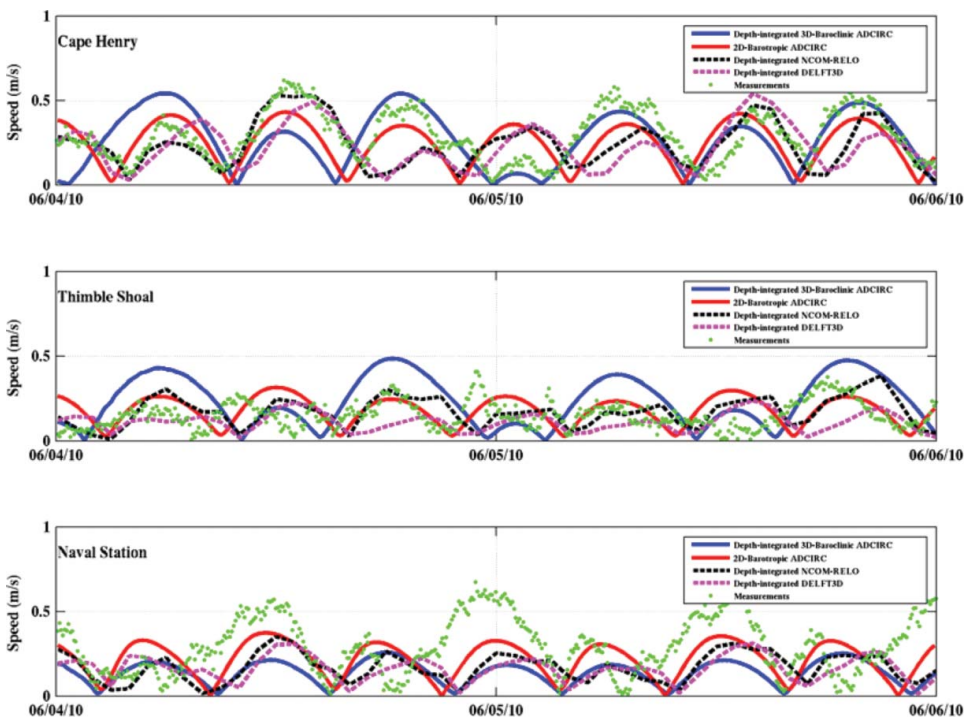 1
Cape Henry
Depth-integrated 3D-Baroclinic ADCIRC
2D-Barotropic ADCIRC
Depth-integrated NCOM-RELO
Depth-integrated DELFT3D
Measurements
Speed (m/s)
0.5
0
06/04/10 06/05/10 06/06/10
1
Thimble Shoal
Depth-integrated 3D-Baroclinic ADCIRC
2D-Barotropic ADCIRC
Depth-integrated NCOM-RELO
Depth-integrated DELFT3D
Measurements
Speed (m/s)
0.5
0
06/04/10 06/05/10 06/06/10
1
Naval Station
Depth-integrated 3D-Baroclinic ADCIRC
2D-Barotropic ADCIRC
Depth-integrated NCOM-RELO
Depth-integrated DELFT3D
Measurements
Speed (m/s)
0.5
0
06/04/10 06/05/10 06/06/10